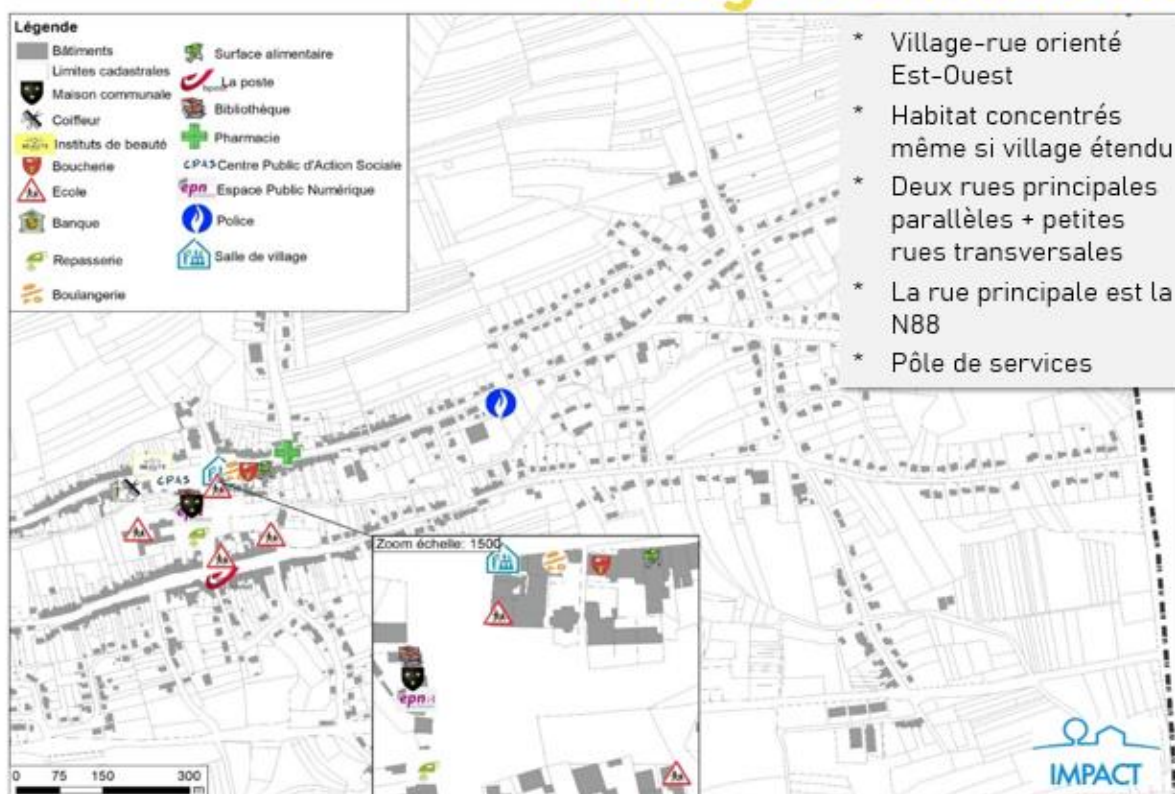 Légende
Bâtiments
Limites cadastrales
Maison communale
Coiffeur
Instituts de beauté
Boucherie
Ecole
Banque
Repasserie
Boulangerie
Surface alimentaire
La poste
Bibliothèque
Pharmacie
CPAS Centre Public d'Action Sociale
epn Espace Public Numérique
Police
Salle de village
* Village-rue orienté
Est-Ouest
* Habitat concentrés
même si village étendu
* Deux rues principales
parallèles + petites
rues transversales
* La rue principale est la
N88
* Pôle de services
CPAS
Zoom échelle: 1500
epn
0 75 150 300
m
IMPACT